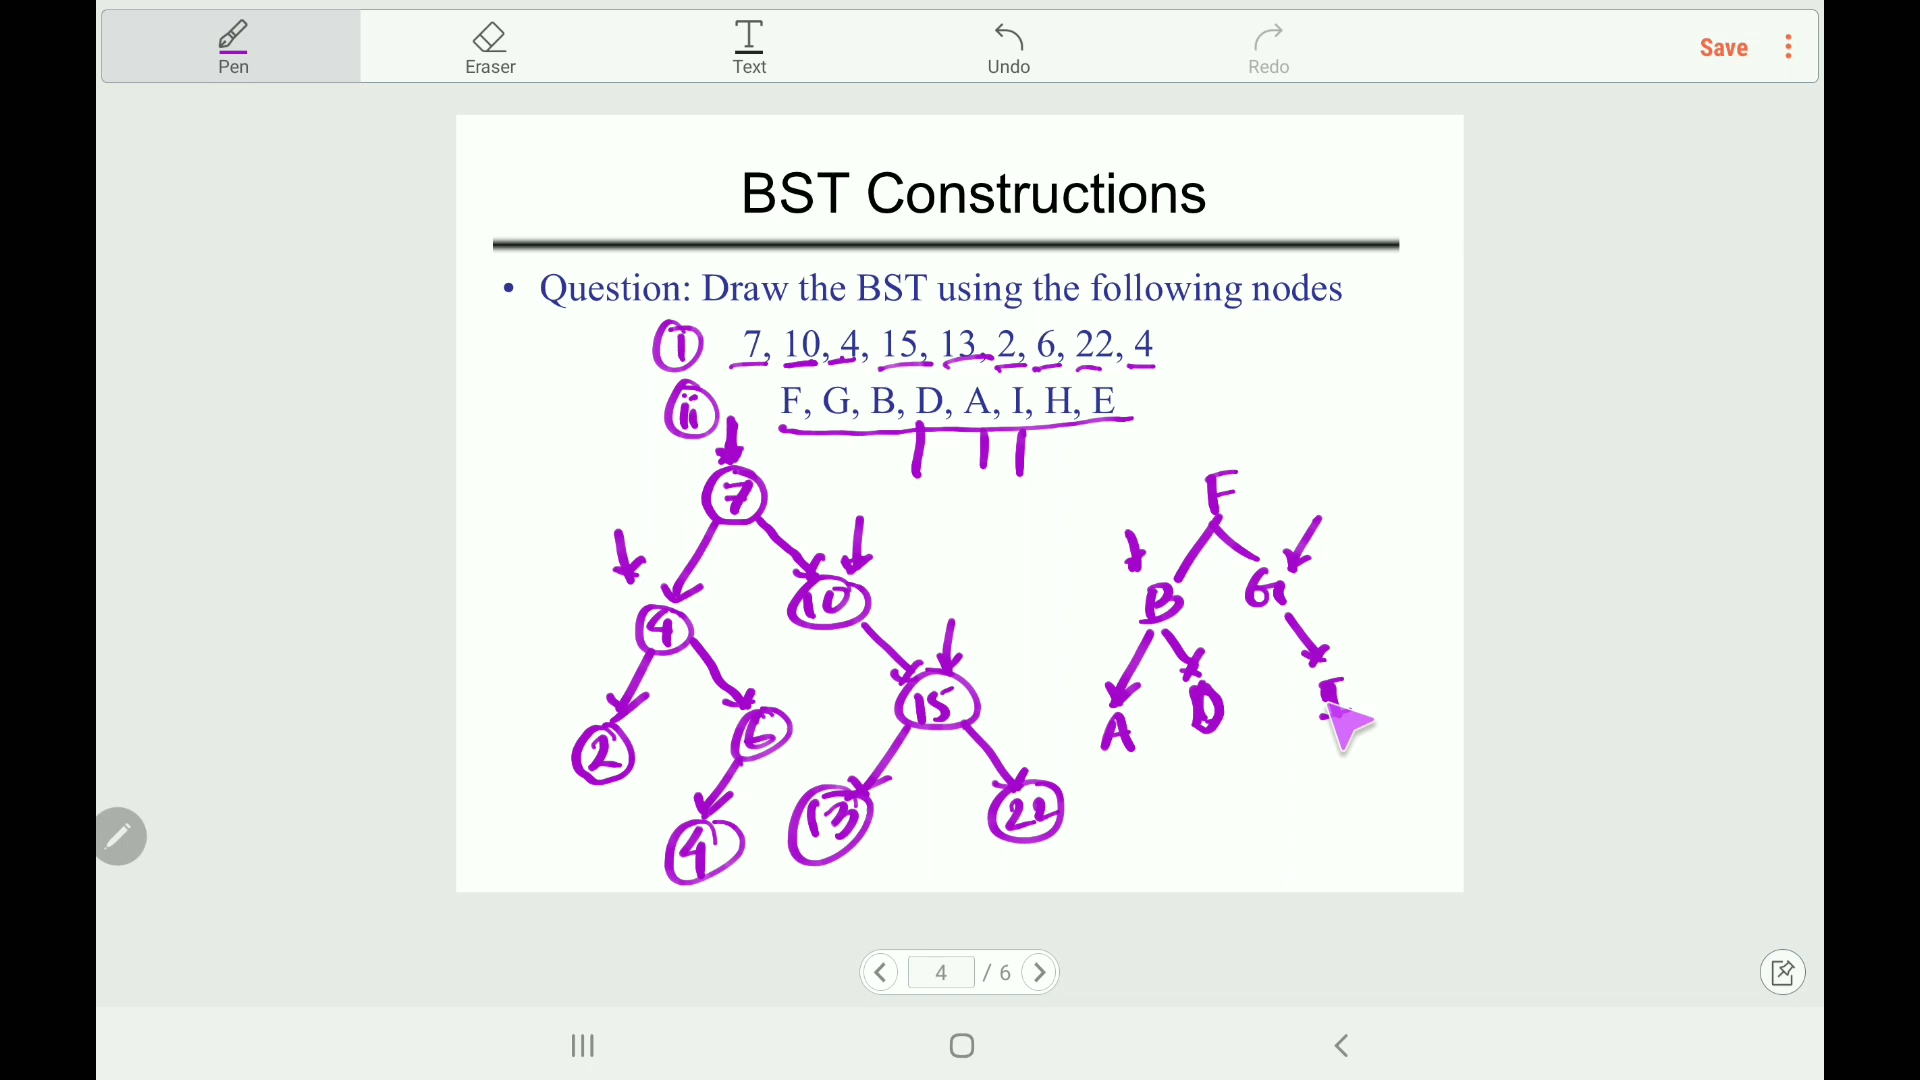 Pen
Eraser
Text
Undo
Redo
Save
BST Constructions
• Question: Draw the BST using the following nodes
i 7, 10, 4, 15, 13, 2, 6, 22, 4
ii F, G, B, D, A, I, H, E
7
F
4
10
B
G
2
6
15
A
D
I
4
13
22
4 / 6